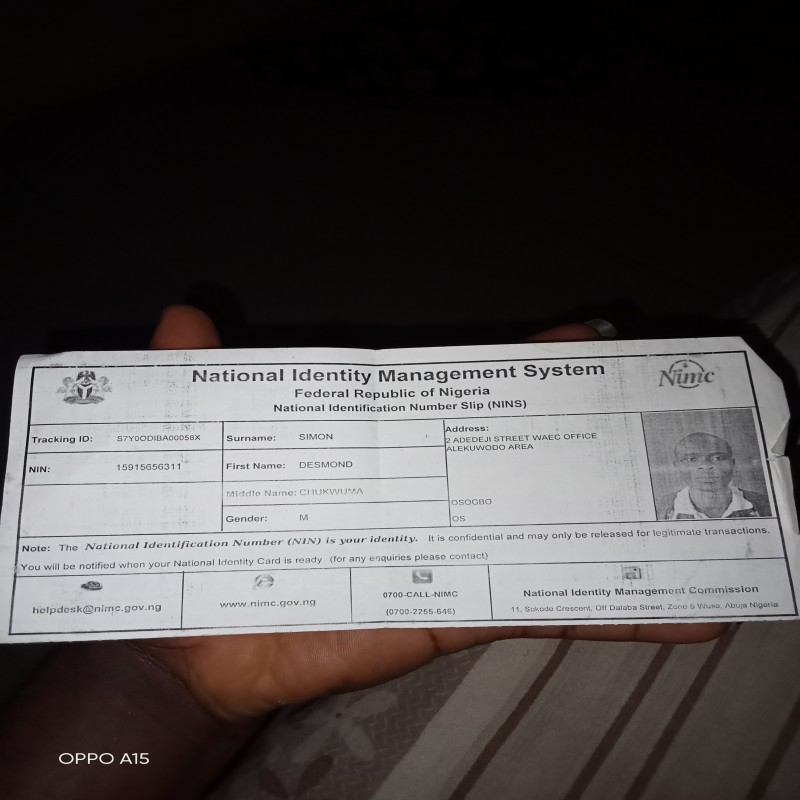 National Identity Management System
Federal Republic of Nigeria
National Identification Number Slip (NINS)
Nimc
Tracking ID: S7Y0ODIBA00058X
Surname: SIMON
Address:
2 ADEDEJI STREET WAEC OFFICE
ALEKUWODO AREA
NIN: 15915656311
First Name: DESMOND
Middle Name: CHUKWUMA
OSOGBO
Gender: M
OS
Note: The National Identification Number (NIN) is your identity. It is confidential and may only be released for legitimate transactions.
You will be notified when your National Identity Card is ready (for any enquiries please contact)
helpdesk@nimc.gov.ng
www.nimc.gov.ng
0700-CALL-NIMC
(0700-2255-646)
National Identity Management Commission
11, Sokode Crescent, Off Dalaba Street, Zone 5 Wuse, Abuja Nigeria
OPPO A15